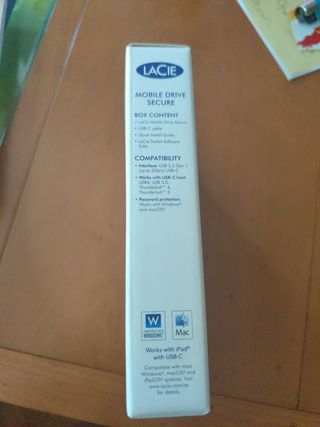 LACIE
MOBILE DRIVE
SECURE
BOX CONTENT
• LaCie Mobile Drive Secure
• USB-C cable
• Quick Install Guide
• LaCie Toolkit Software
Suite
COMPATIBILITY
• Interface: USB 3.2 Gen 1
(up to 5Gb/s) USB-C
• Works with USB-C host:
USB4, USB 3.0,
Thunderbolt™ 4,
Thunderbolt™ 3
• Password protection:
Works with Windows®
and macOS®
W
WINDOWS
Mac
Works with iPad®
with USB-C
Compatible with most
Windows®, macOS® and
iPadOS® systems. Visit
www.lacie.com/os
for details.